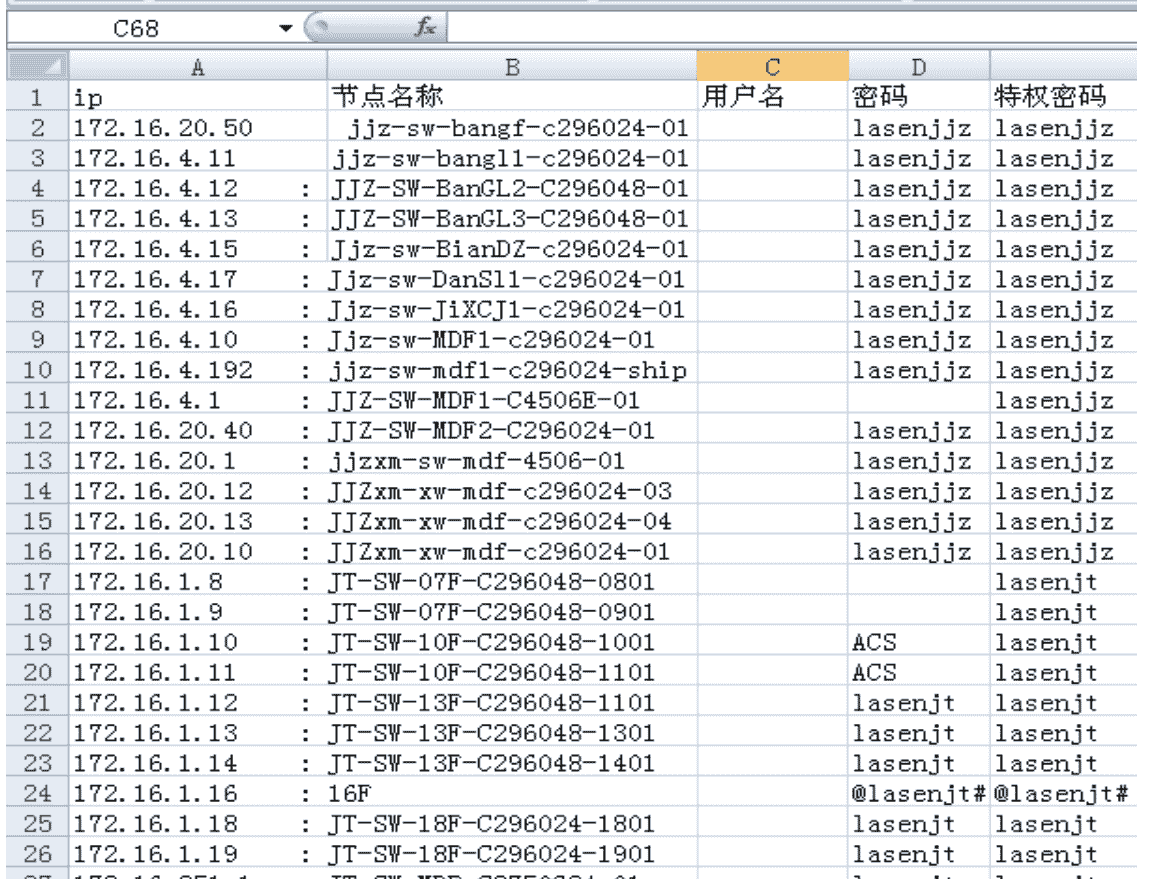 C68 fx
A B C D
1 ip 节点名称 用户名 密码 特权密码
2 172.16.20.50 jjz-sw-bangf-c296024-01 lasenjjz lasenjjz
3 172.16.4.11 jjz-sw-bangl1-c296024-01 lasenjjz lasenjjz
4 172.16.4.12 : JJZ-SW-BanGL2-C296048-01 lasenjjz lasenjjz
5 172.16.4.13 : JJZ-SW-BanGL3-C296048-01 lasenjjz lasenjjz
6 172.16.4.15 : Jjz-sw-BianDZ-c296024-01 lasenjjz lasenjjz
7 172.16.4.17 : Jjz-sw-DanSl1-c296024-01 lasenjjz lasenjjz
8 172.16.4.16 : Jjz-sw-JiXCJ1-c296024-01 lasenjjz lasenjjz
9 172.16.4.10 : Jjz-sw-MDF1-c296024-01 lasenjjz lasenjjz
10 172.16.4.192 : jjz-sw-mdf1-c296024-ship lasenjjz lasenjjz
11 172.16.4.1 : JJZ-SW-MDF1-C4506E-01 lasenjjz
12 172.16.20.40 : JJZ-SW-MDF2-C296024-01 lasenjjz lasenjjz
13 172.16.20.1 : jjzxm-sw-mdf-4506-01 lasenjjz lasenjjz
14 172.16.20.12 : JJZxm-xw-mdf-c296024-03 lasenjjz lasenjjz
15 172.16.20.13 : JJZxm-xw-mdf-c296024-04 lasenjjz lasenjjz
16 172.16.20.10 : JJZxm-xw-mdf-c296024-01 lasenjjz lasenjjz
17 172.16.1.8 : JT-SW-07F-C296048-0801 lasenjt
18 172.16.1.9 : JT-SW-07F-C296048-0901 lasenjt
19 172.16.1.10 : JT-SW-10F-C296048-1001 ACS lasenjt
20 172.16.1.11 : JT-SW-10F-C296048-1101 ACS lasenjt
21 172.16.1.12 : JT-SW-13F-C296048-1101 lasenjt lasenjt
22 172.16.1.13 : JT-SW-13F-C296048-1301 lasenjt lasenjt
23 172.16.1.14 : JT-SW-13F-C296048-1401 lasenjt lasenjt
24 172.16.1.16 : 16F @lasenjt# @lasenjt#
25 172.16.1.18 : JT-SW-18F-C296024-1801 lasenjt lasenjt
26 172.16.1.19 : JT-SW-18F-C296024-1901 lasenjt lasenjt